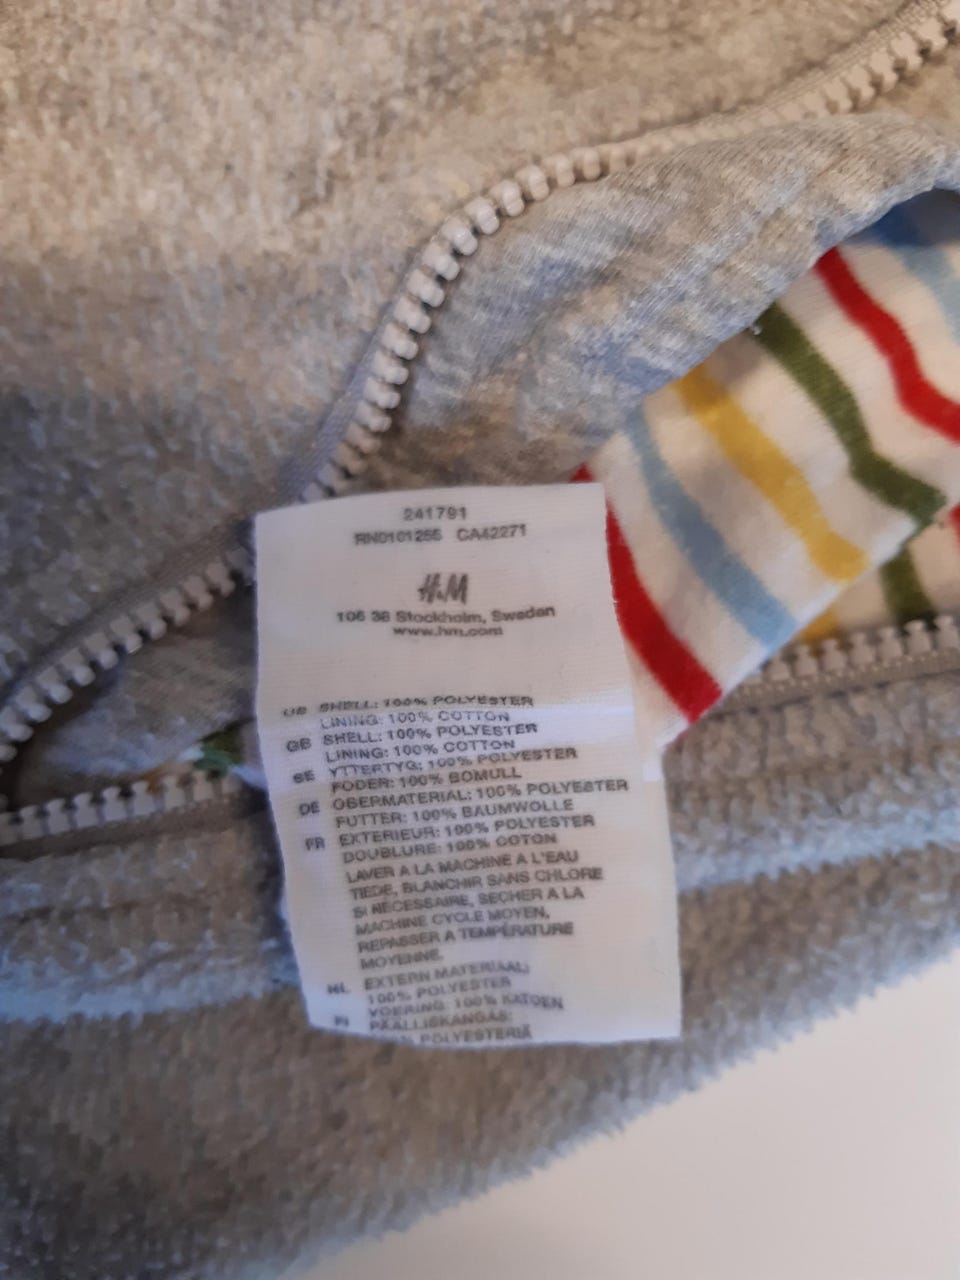 241791
RN0101255 CA42271
H&M
106 38 Stockholm, Sweden
www.hm.com
US SHELL: 100% POLYESTER
LINING: 100% COTTON
GB SHELL: 100% POLYESTER
LINING: 100% COTTON
SE YTTERTYG: 100% POLYESTER
FODER: 100% BOMULL
DE OBERMATERIAL: 100% POLYESTER
FUTTER: 100% BAUMWOLLE
FR EXTERIEUR: 100% POLYESTER
DOUBLURE: 100% COTON
LAVER A LA MACHINE A L'EAU
TIEDE, BLANCHIR SANS CHLORE
SI NECESSAIRE, SECHER A LA
MACHINE CYCLE MOYEN,
REPASSER A TEMPÉRATURE
MOYENNE.
NL EXTERN MATERIAAL:
100% POLYESTER
VOERING: 100% KATOEN
FI PÄÄLLISKANGAS:
POLYESTERIÄ